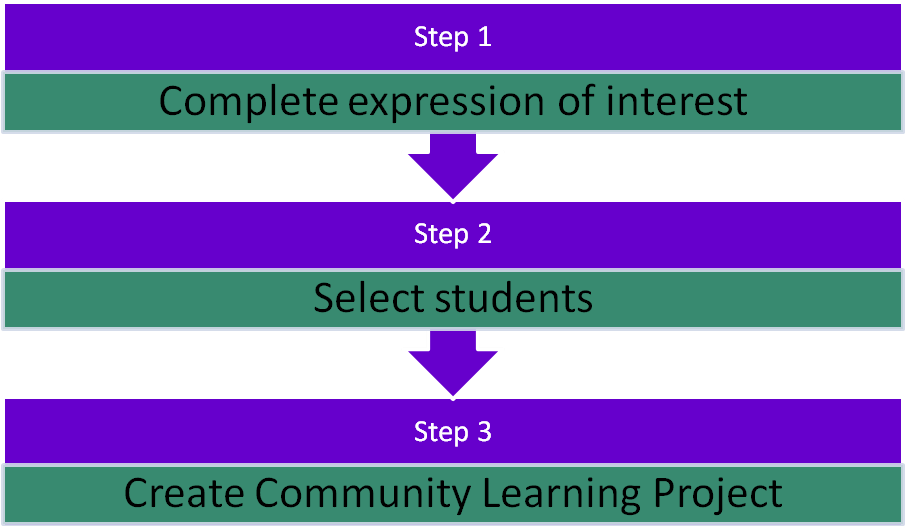 Step 1
Complete expression of interest
Step 2
Select students
Step 3
Create Community Learning Project